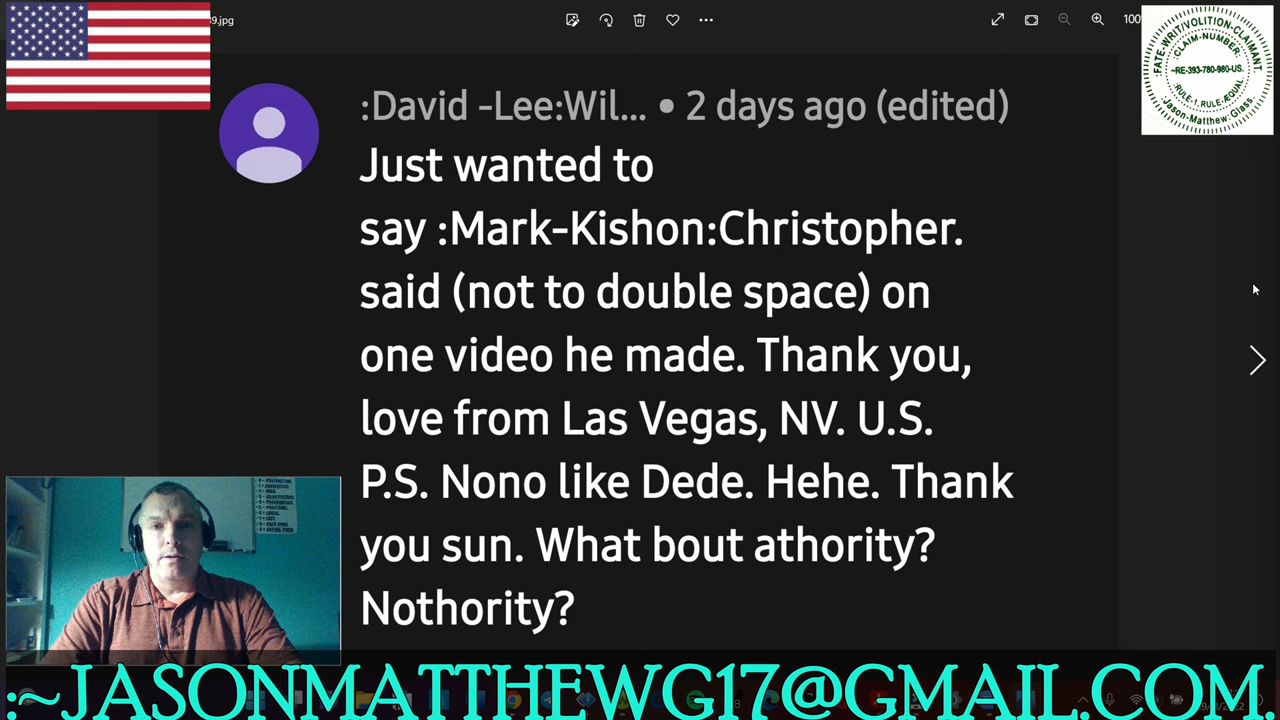 9.jpg
100
:FATE-WRIT/VOLITION-CLAIMANT
CLAIM-NUMBER:
~RE-393-780-980-US.
RULE:1, RULE:ÆQUAL.
:Jason-Matthew:Glass.
:David -Lee:Wil... • 2 days ago (edited)
Just wanted to
say :Mark-Kishon:Christopher.
said (not to double space) on
one video he made. Thank you,
love from Las Vegas, NV. U.S.
P.S. Nono like Dede. Hehe. Thank
you sun. What bout athority?
Nothority?
:~JASONMATTHEWG17@GMAIL.COM.